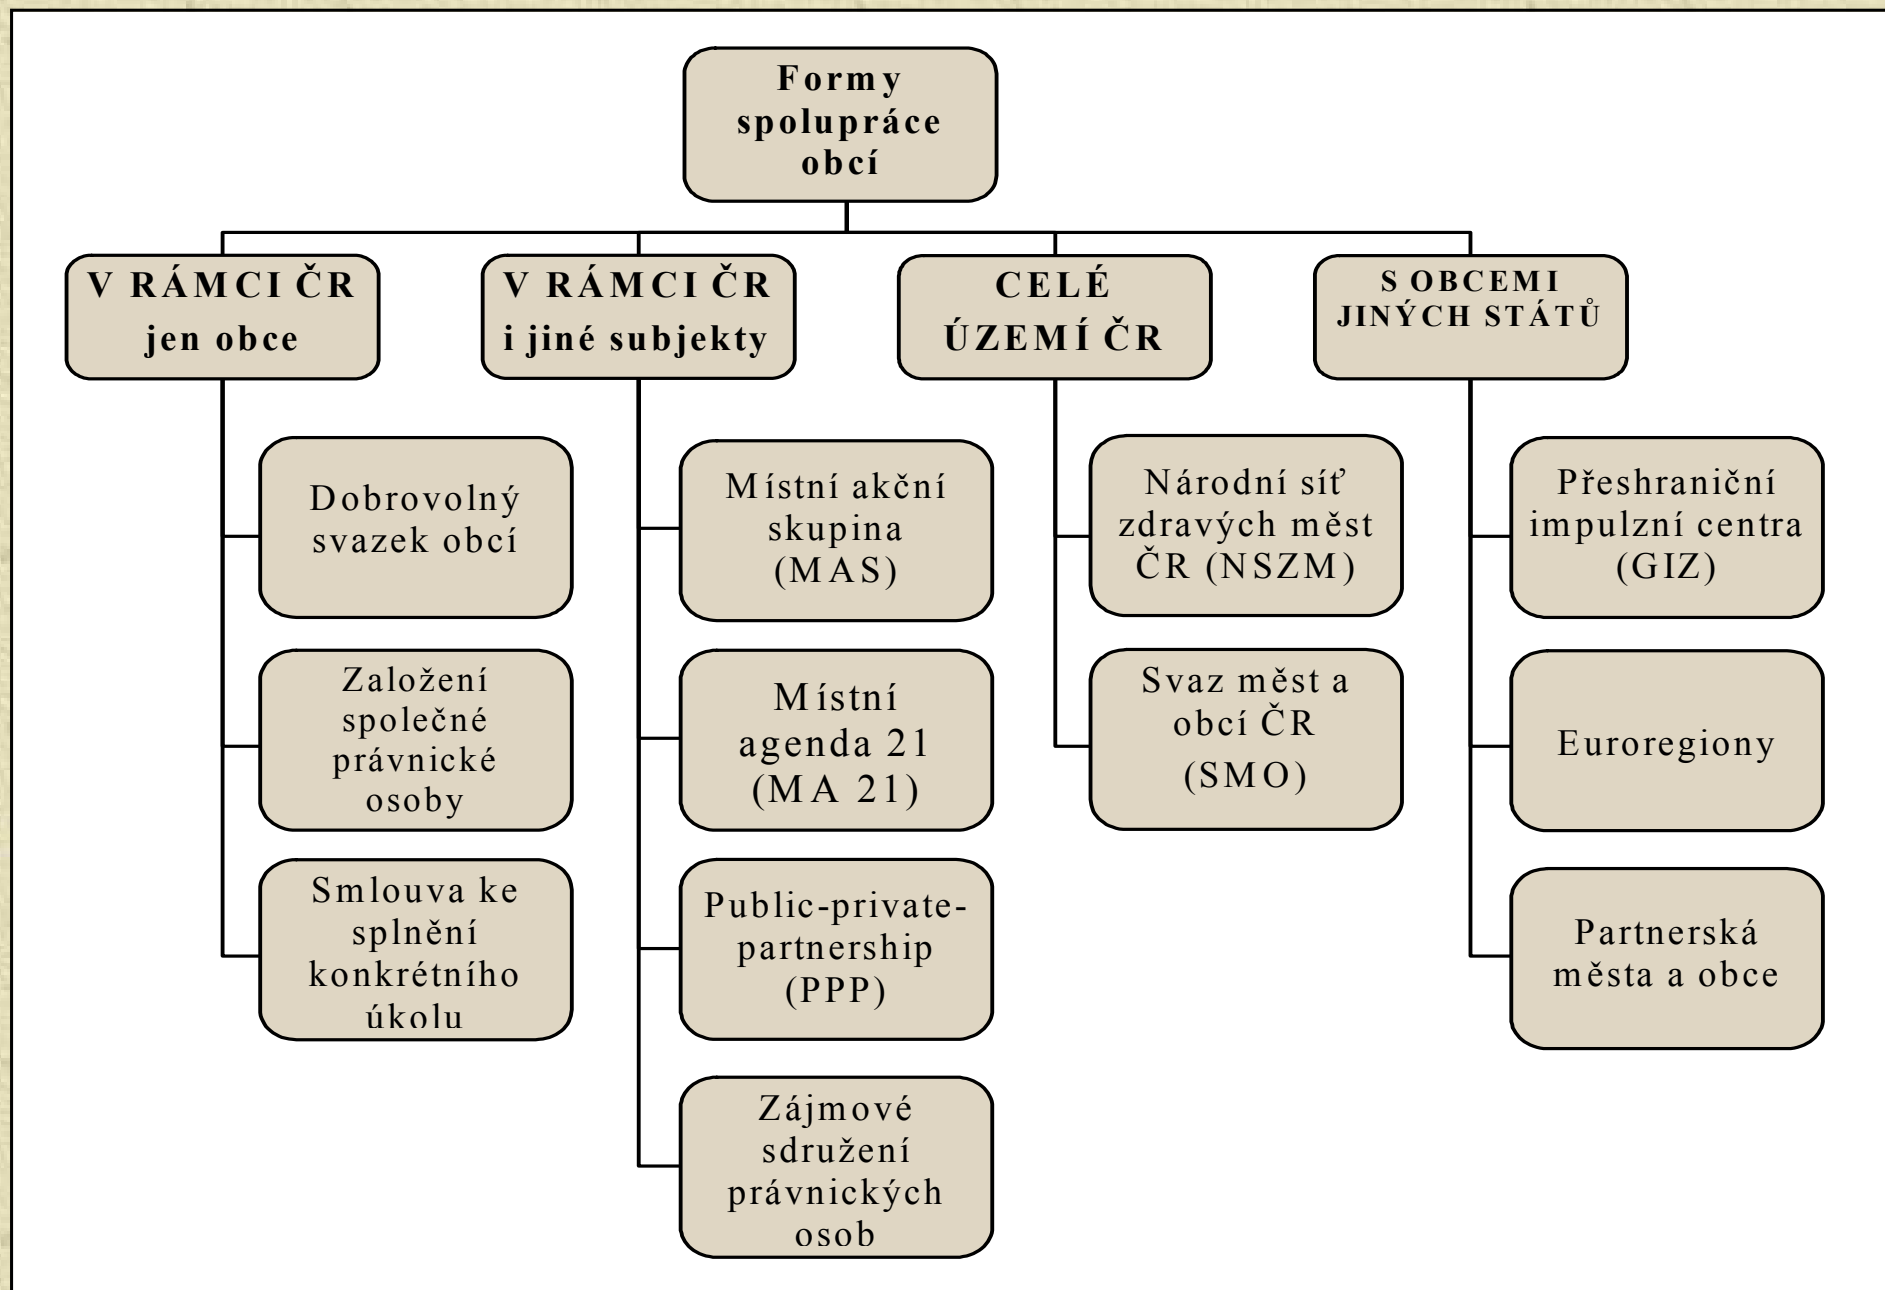 Formy
spolupráce
obcí
V RÁMCI ČR
jen obce
V RÁMCI ČR
i jiné subjekty
CELÉ
ÚZEMÍ ČR
S OBCEMI
JINÝCH STÁTŮ
Dobrovolný
svazek obcí
Založení
společné
právnické
osoby
Smlouva ke
splnění
konkrétního
úkolu
Místní akční
skupina
(MAS)
Místní
agenda 21
(MA 21)
Public-private-
partnership
(PPP)
Zájmové
sdružení
právnických
osob
Národní síť
zdravých měst
ČR (NSZM)
Svaz měst a
obcí ČR
(SMO)
Přeshraniční
impulzní centra
(GIZ)
Euroregiony
Partnerská
města a obce